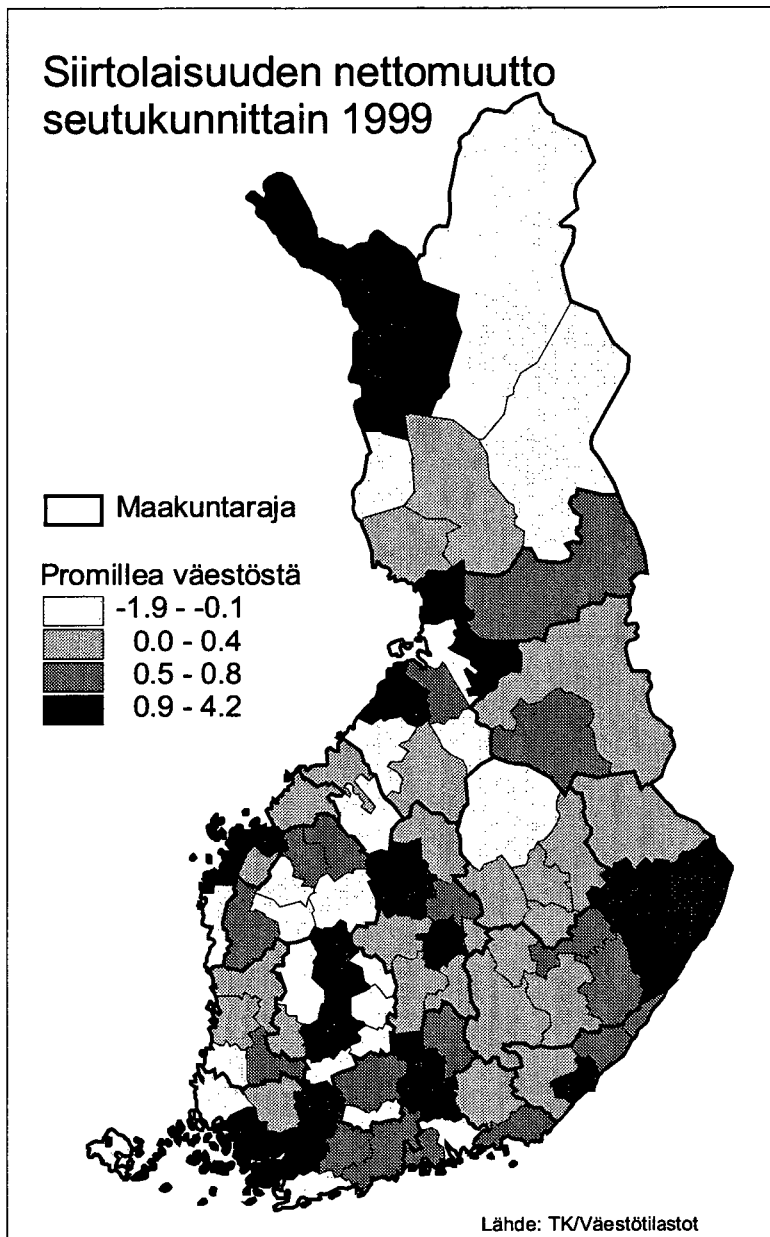 Siirtolaisuuden nettomuutto
seutukunnittain 1999
Maakuntaraja
Promillea väestöstä
-1.9 - -0.1
0.0 - 0.4
0.5 - 0.8
0.9 - 4.2
Lähde: TK/Väestötilastot